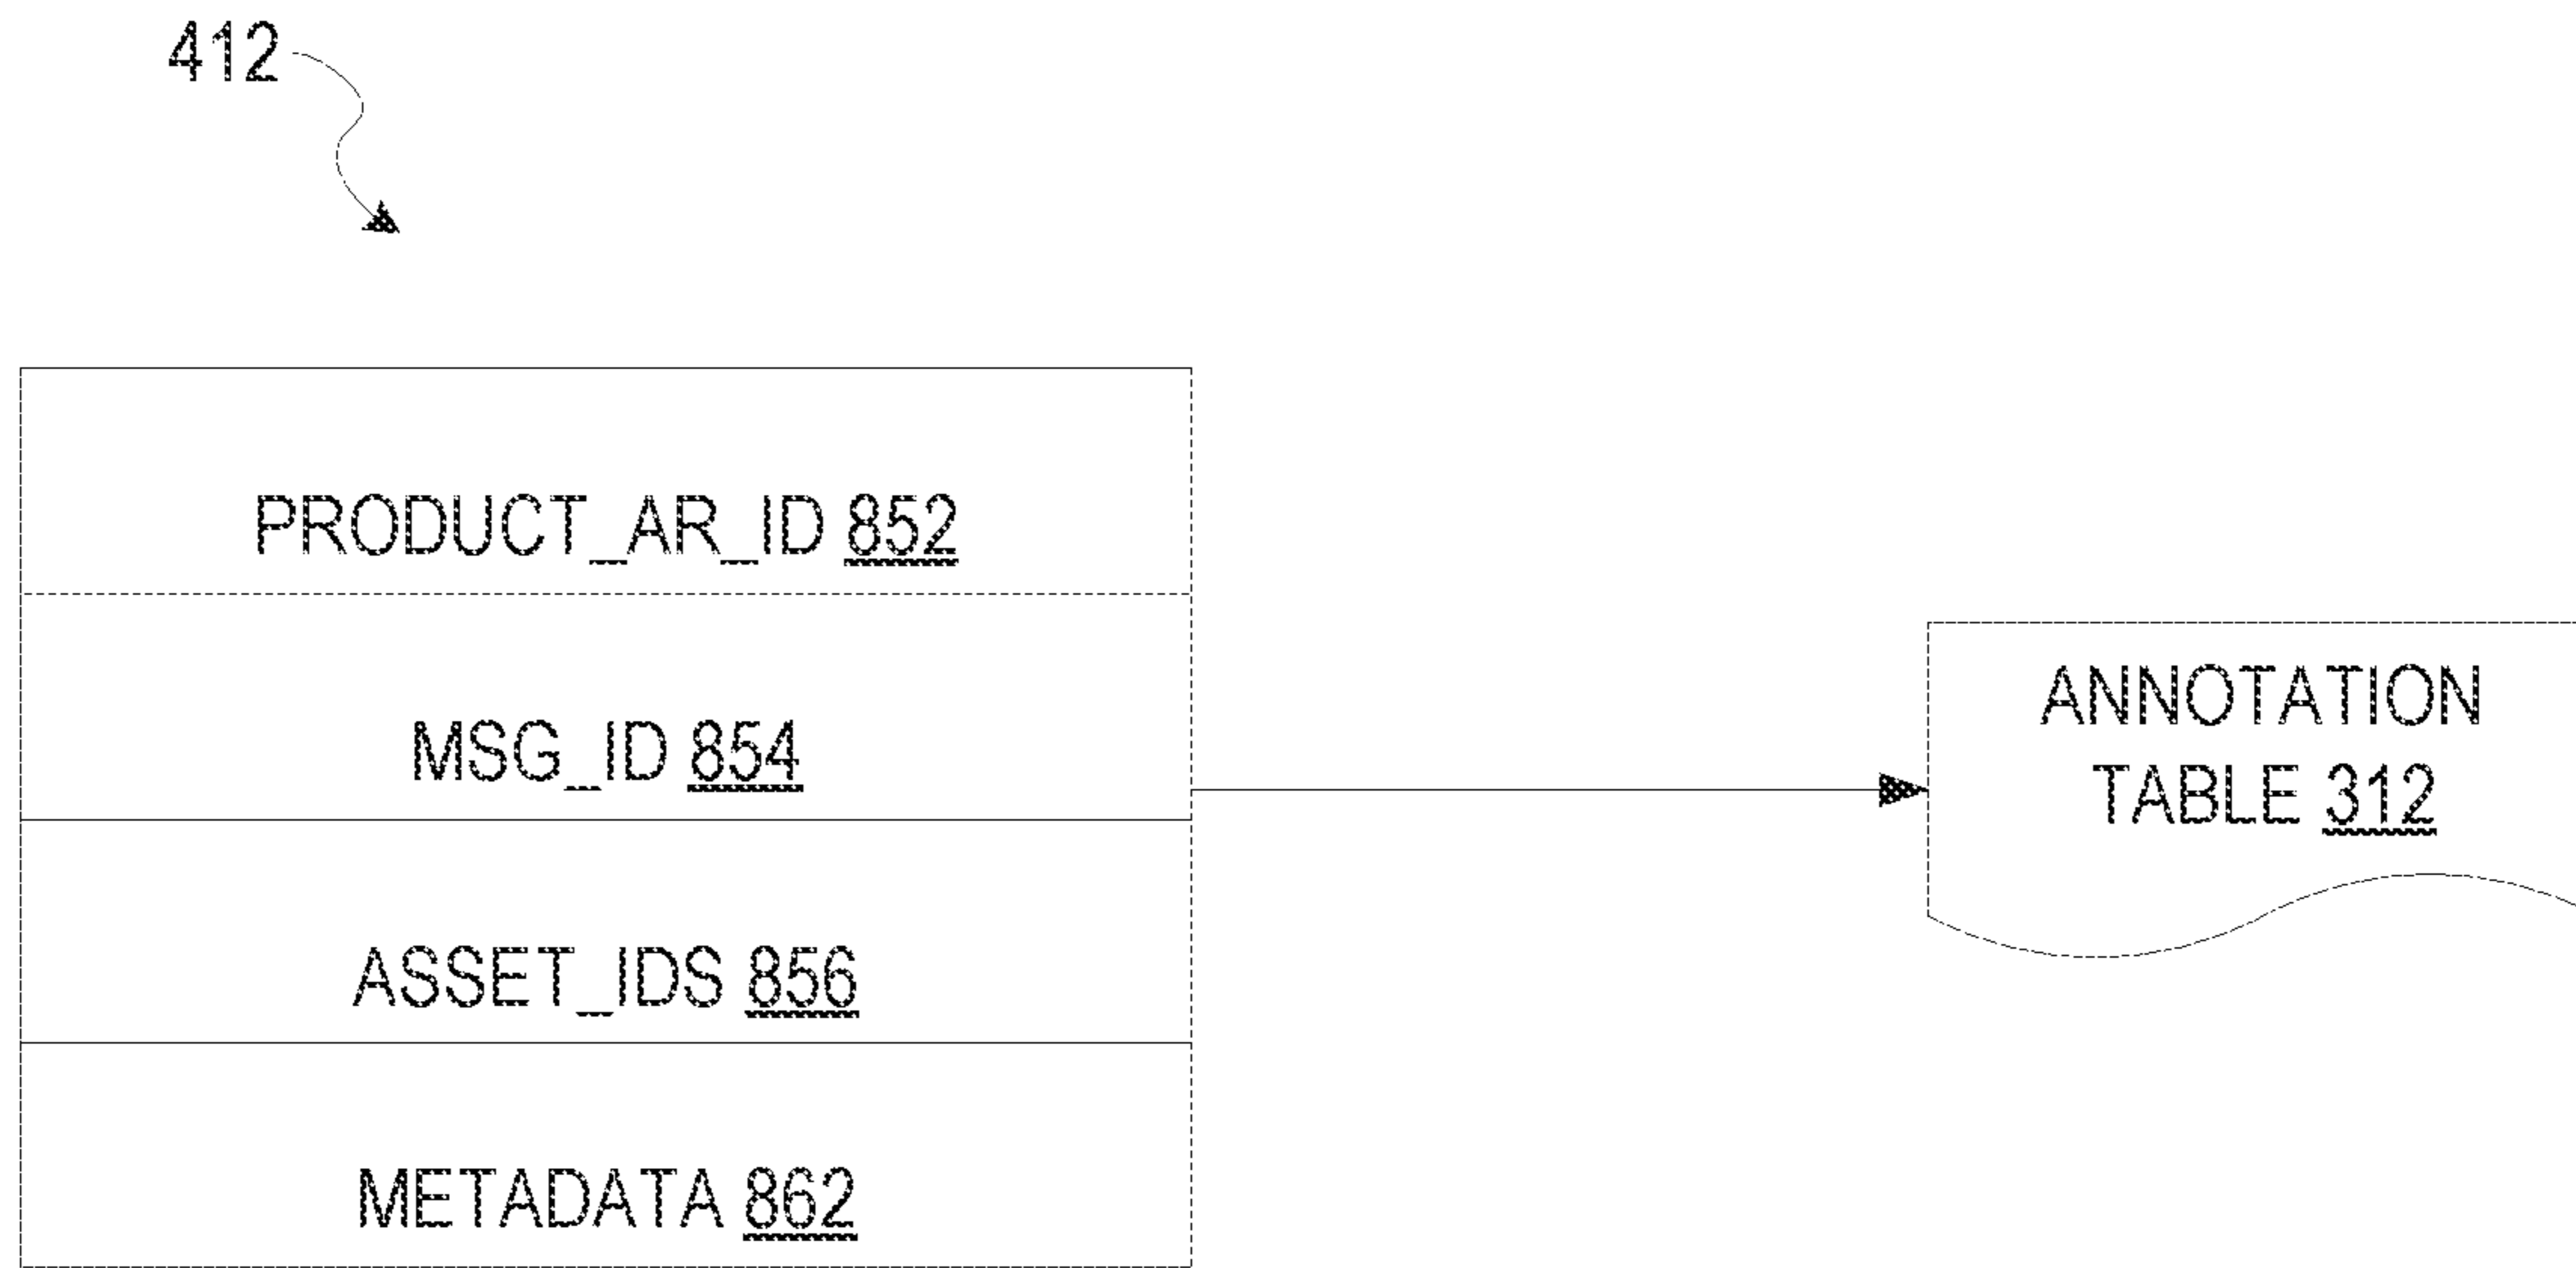 412
PRODUCT_AR_ID 852
MSG_ID 854
ANNOTATION
TABLE 312
ASSET_IDS 856
METADATA 862